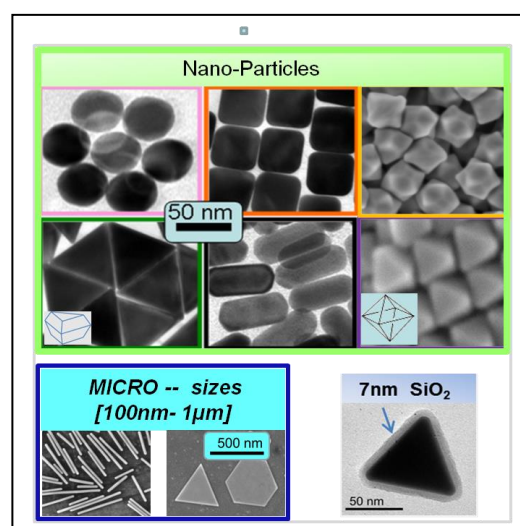 Nano-Particles
50 nm
MICRO -- sizes
[100nm- 1µm]
500 nm
7nm SiO₂
50 nm